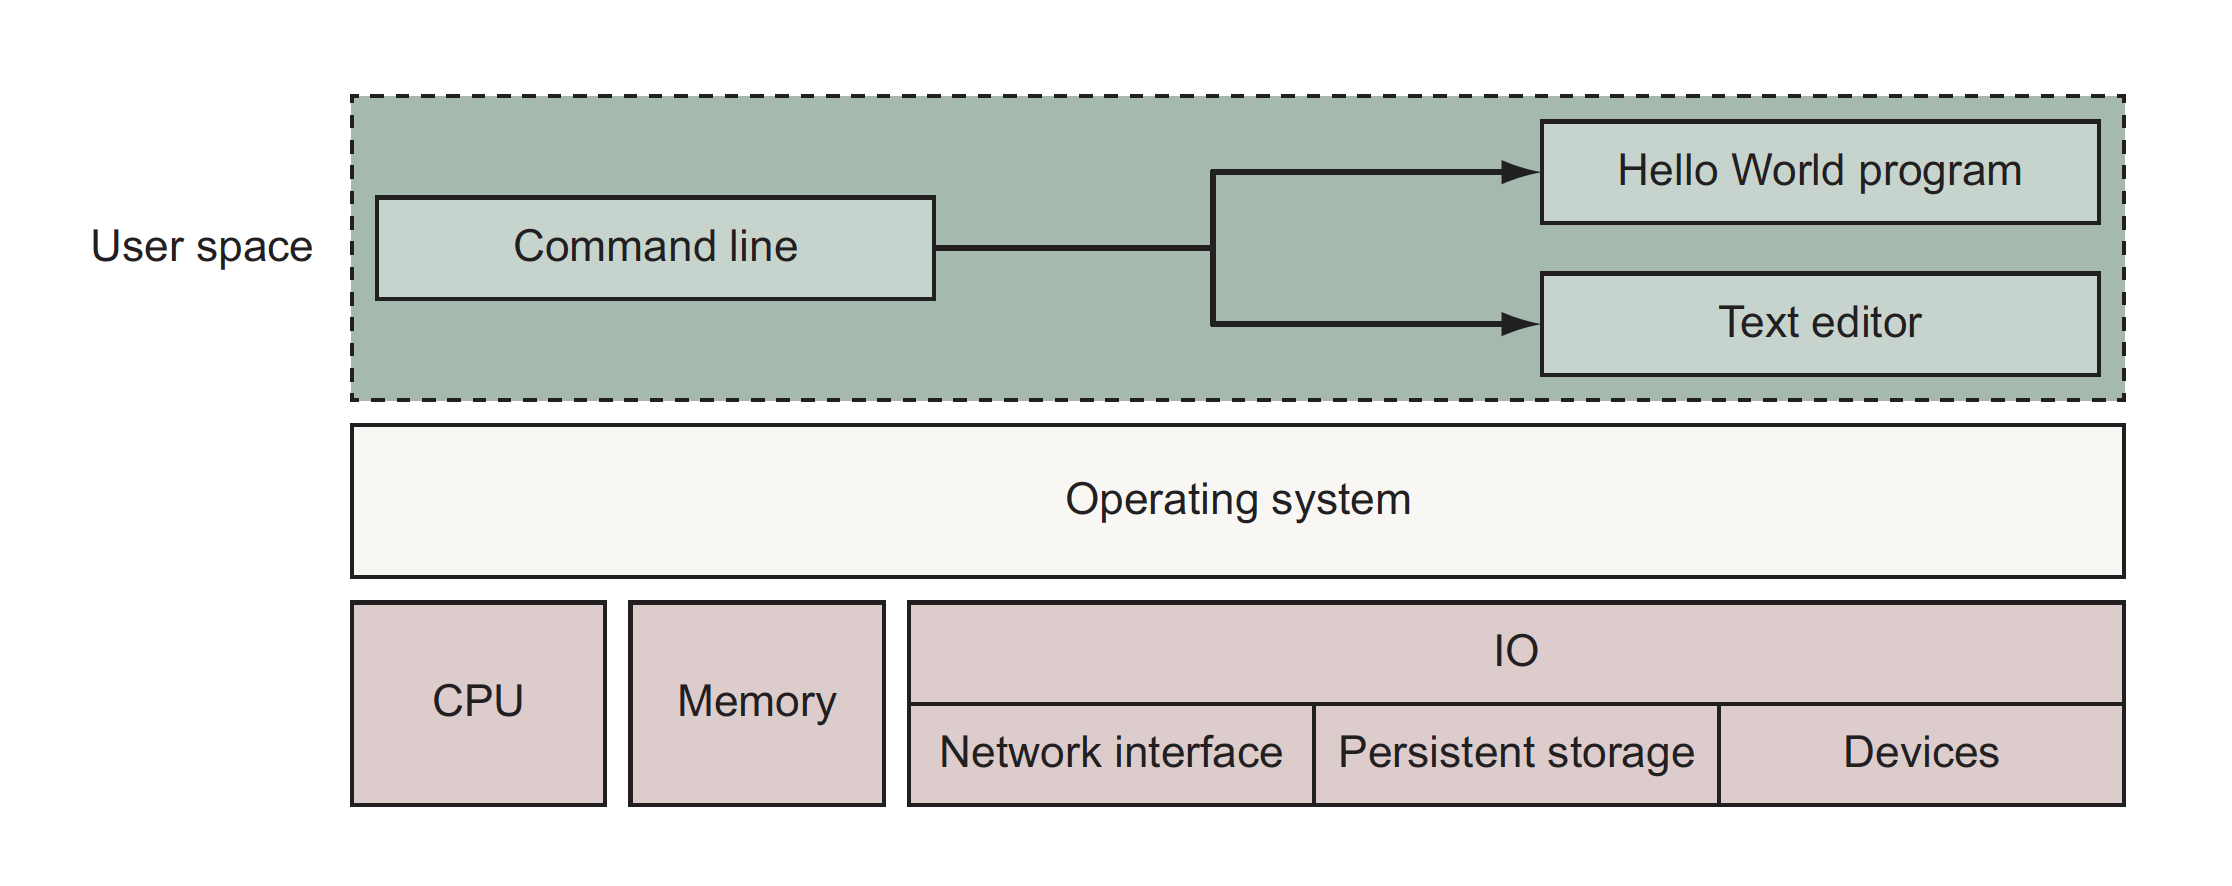 Hello World program
User space
Command line
Text editor
Operating system
CPU
Memory
IO
Network interface
Persistent storage
Devices